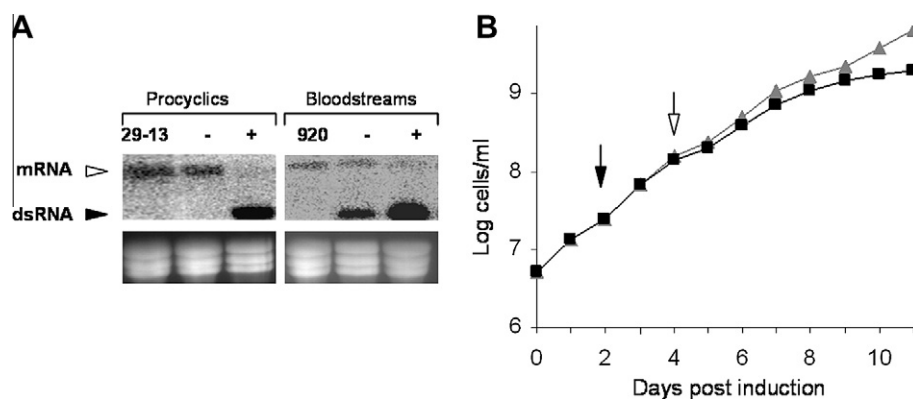 A
Procyclics
Bloodstreams
29-13 - +
920 - +
mRNA
dsRNA
B
Log cells/ml
9
8
7
6
0 2 4 6 8 10
Days post induction